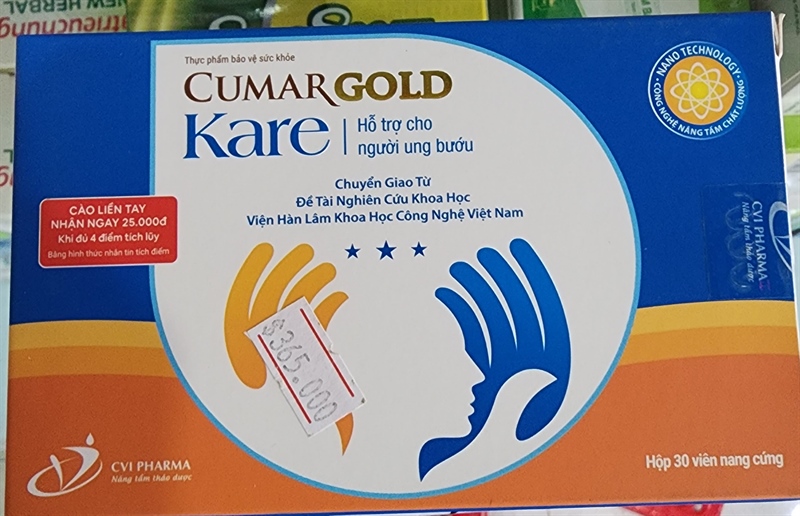 NEW HERBAL
Thực phẩm bảo vệ sức khỏe
CUMARGOLD
Kare
Hỗ trợ cho
người ung bướu
NANO TECHNOLOGY
CÔNG NGHỆ NÂNG TẦM CHẤT LƯỢNG
Chuyển Giao Từ
Đề Tài Nghiên Cứu Khoa Học
Viện Hàn Lâm Khoa Học Công Nghệ Việt Nam
CÀO LIỀN TAY
NHẬN NGAY 25.000đ
Khi đủ 4 điểm tích lũy
Bằng hình thức nhắn tin tích điểm
CVI PHARMA
Nâng tầm thảo dược
$365.000
CVI PHARMA
Nâng tầm thảo dược
Hộp 30 viên nang cứng